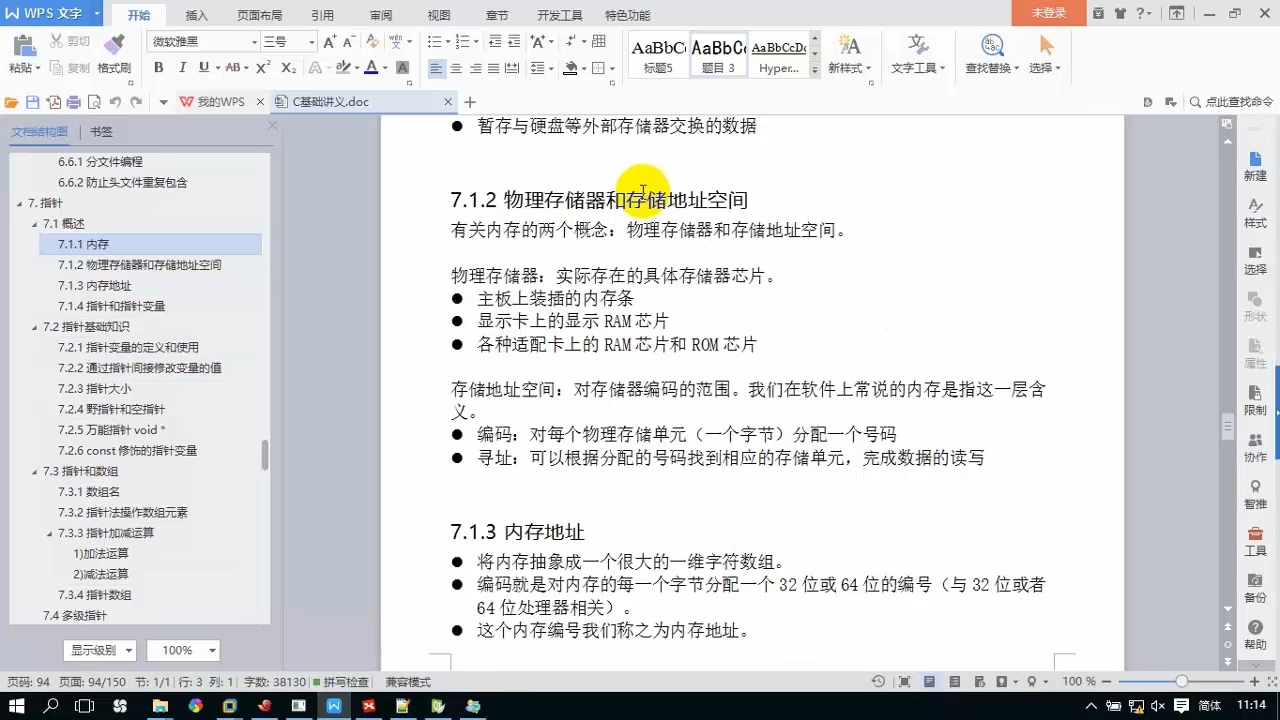 WPS 文字
开始
插入
页面布局
引用
审阅
视图
章节
开发工具
特色功能
未登录
粘贴
剪切
复制
格式刷
微软雅黑
三号
B I U AB X² X₂ A
AaBbC
标题5
AaBbCc
题目 3
AaBbCcDc
Hyper...
新样式
文字工具
查找替换
选择
我的WPS
C基础讲义.doc
点此查找命令
文档结构图
书签
6.6.1 分文件编程
6.6.2 防止头文件重复包含
7. 指针
7.1 概述
7.1.1 内存
7.1.2 物理存储器和存储地址空间
7.1.3 内存地址
7.1.4 指针和指针变量
7.2 指针基础知识
7.2.1 指针变量的定义和使用
7.2.2 通过指针间接修改变量的值
7.2.3 指针大小
7.2.4 野指针和空指针
7.2.5 万能指针 void *
7.2.6 const 修饰的指针变量
7.3 指针和数组
7.3.1 数组名
7.3.2 指针法操作数组元素
7.3.3 指针加减运算
1)加法运算
2)减法运算
7.3.4 指针数组
7.4 多级指针
显示级别
100%
● 暂存与硬盘等外部存储器交换的数据
7.1.2 物理存储器和存储地址空间
有关内存的两个概念：物理存储器和存储地址空间。
物理存储器：实际存在的具体存储器芯片。
● 主板上装插的内存条
● 显示卡上的显示 RAM 芯片
● 各种适配卡上的 RAM 芯片和 ROM 芯片
存储地址空间：对存储器编码的范围。我们在软件上常说的内存是指这一层含
义。
● 编码：对每个物理存储单元（一个字节）分配一个号码
● 寻址：可以根据分配的号码找到相应的存储单元，完成数据的读写
7.1.3 内存地址
● 将内存抽象成一个很大的一维字符数组。
● 编码就是对内存的每一个字节分配一个 32 位或 64 位的编号（与 32 位或者
64 位处理器相关）。
● 这个内存编号我们称之为内存地址。
新建
样式
选择
形状
属性
限制
协作
智推
工具
备份
帮助
页码: 94 页面: 94/150 节: 1/1 行: 3 列: 1 字数: 38130 拼写检查 兼容模式
100 %
简体 11:14